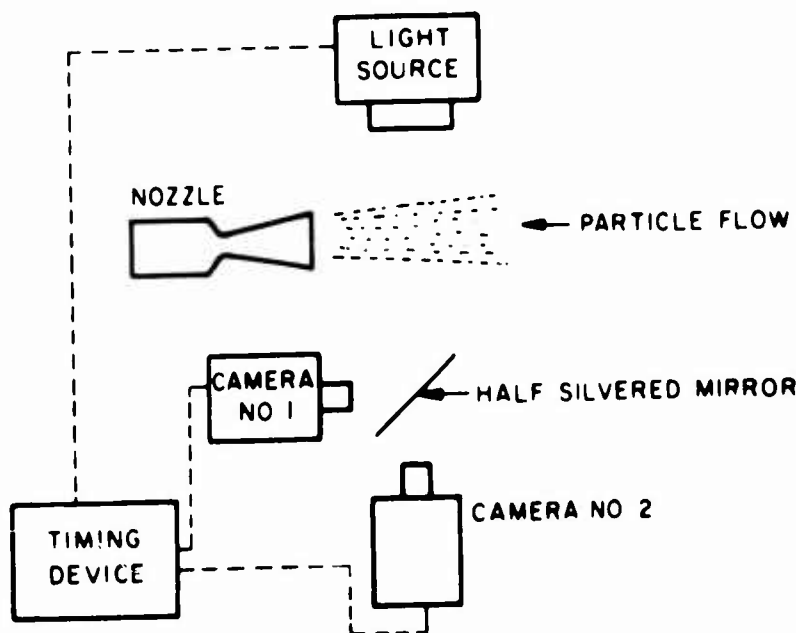 LIGHT
SOURCE
NOZZLE
PARTICLE FLOW
CAMERA
NO 1
HALF SILVERED MIRROR
CAMERA NO 2
TIMING
DEVICE